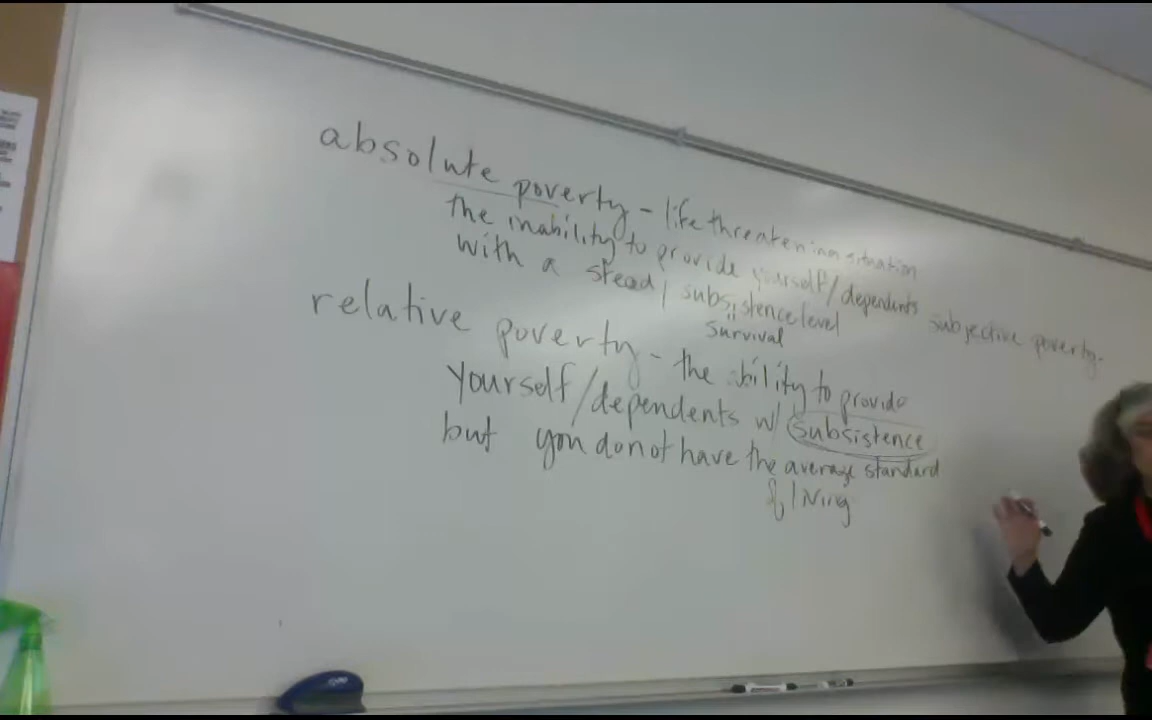 absolute poverty - life threatening situation
the inability to provide yourself/dependents
with a steady subsistence level
survival
subjective poverty.
relative poverty - the ability to provide
yourself/dependents w/ subsistence
but you do not have the average standard
of living